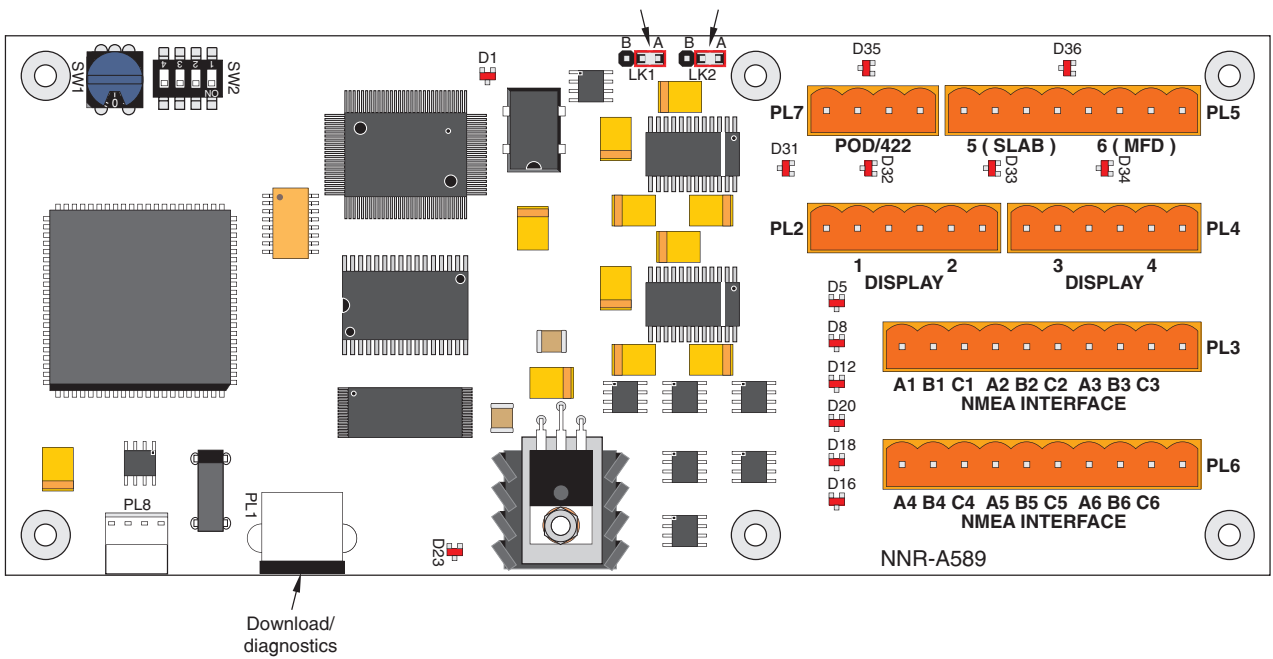 B A B A
LK1 LK2
D1
SW1
4 3 2 1
ON
SW2
0
D35 D36
PL7 PL5
POD/422 5 ( SLAB ) 6 ( MFD )
D31 D32 D33 D34
PL2 PL4
1 2 3 4
DISPLAY DISPLAY
D5
D8
PL3
D12
A1 B1 C1 A2 B2 C2 A3 B3 C3
NMEA INTERFACE
D20
D18
PL6
D16
A4 B4 C4 A5 B5 C5 A6 B6 C6
NMEA INTERFACE
PL8
PL1
D23
NNR-A589
Download/
diagnostics